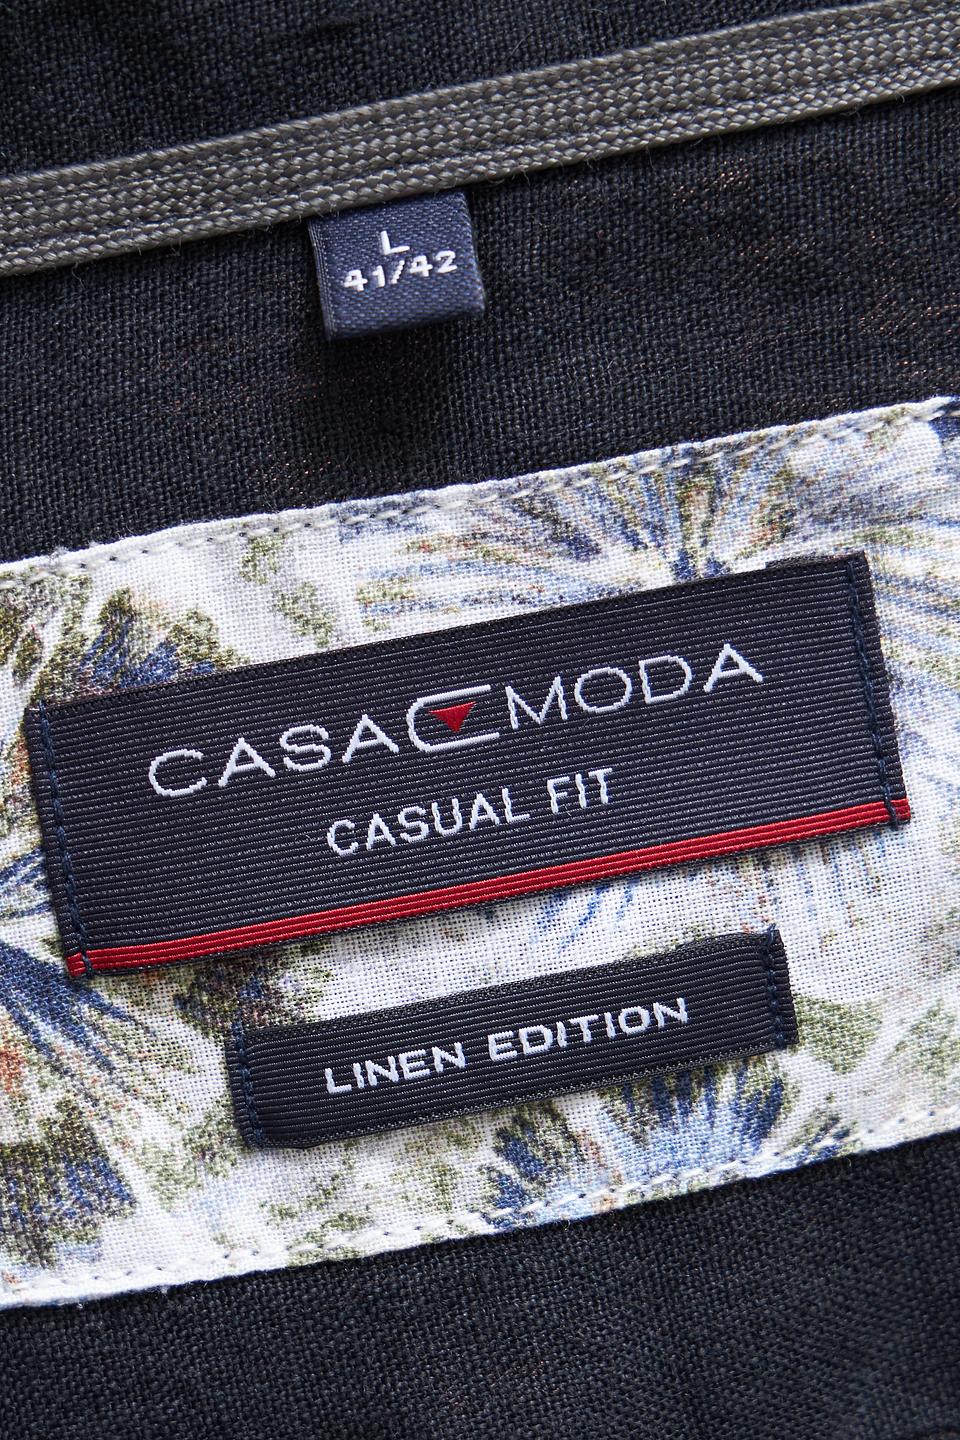 L
41/42
CASA MODA
CASUAL FIT
LINEN EDITION